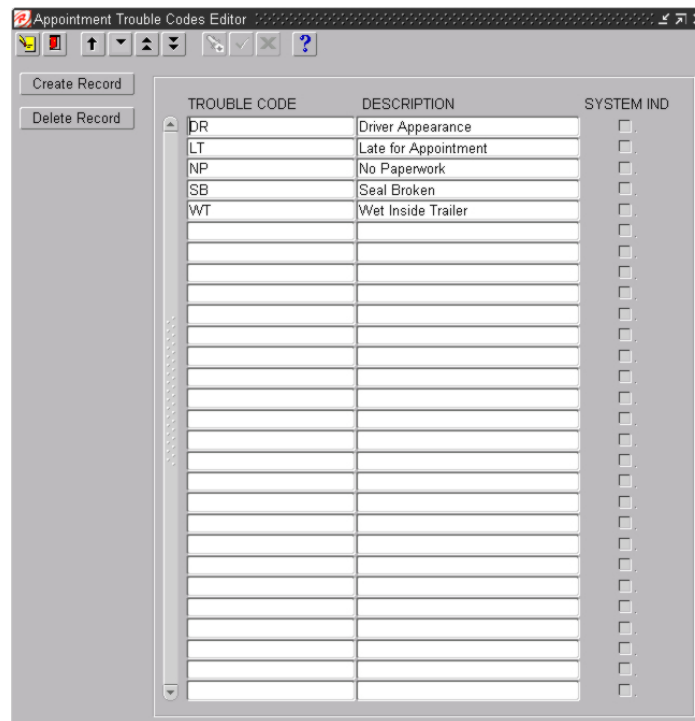 Appointment Trouble Codes Editor
?
Create Record
Delete Record
TROUBLE CODE DESCRIPTION SYSTEM IND
DR Driver Appearance
LT Late for Appointment
NP No Paperwork
SB Seal Broken
WT Wet Inside Trailer